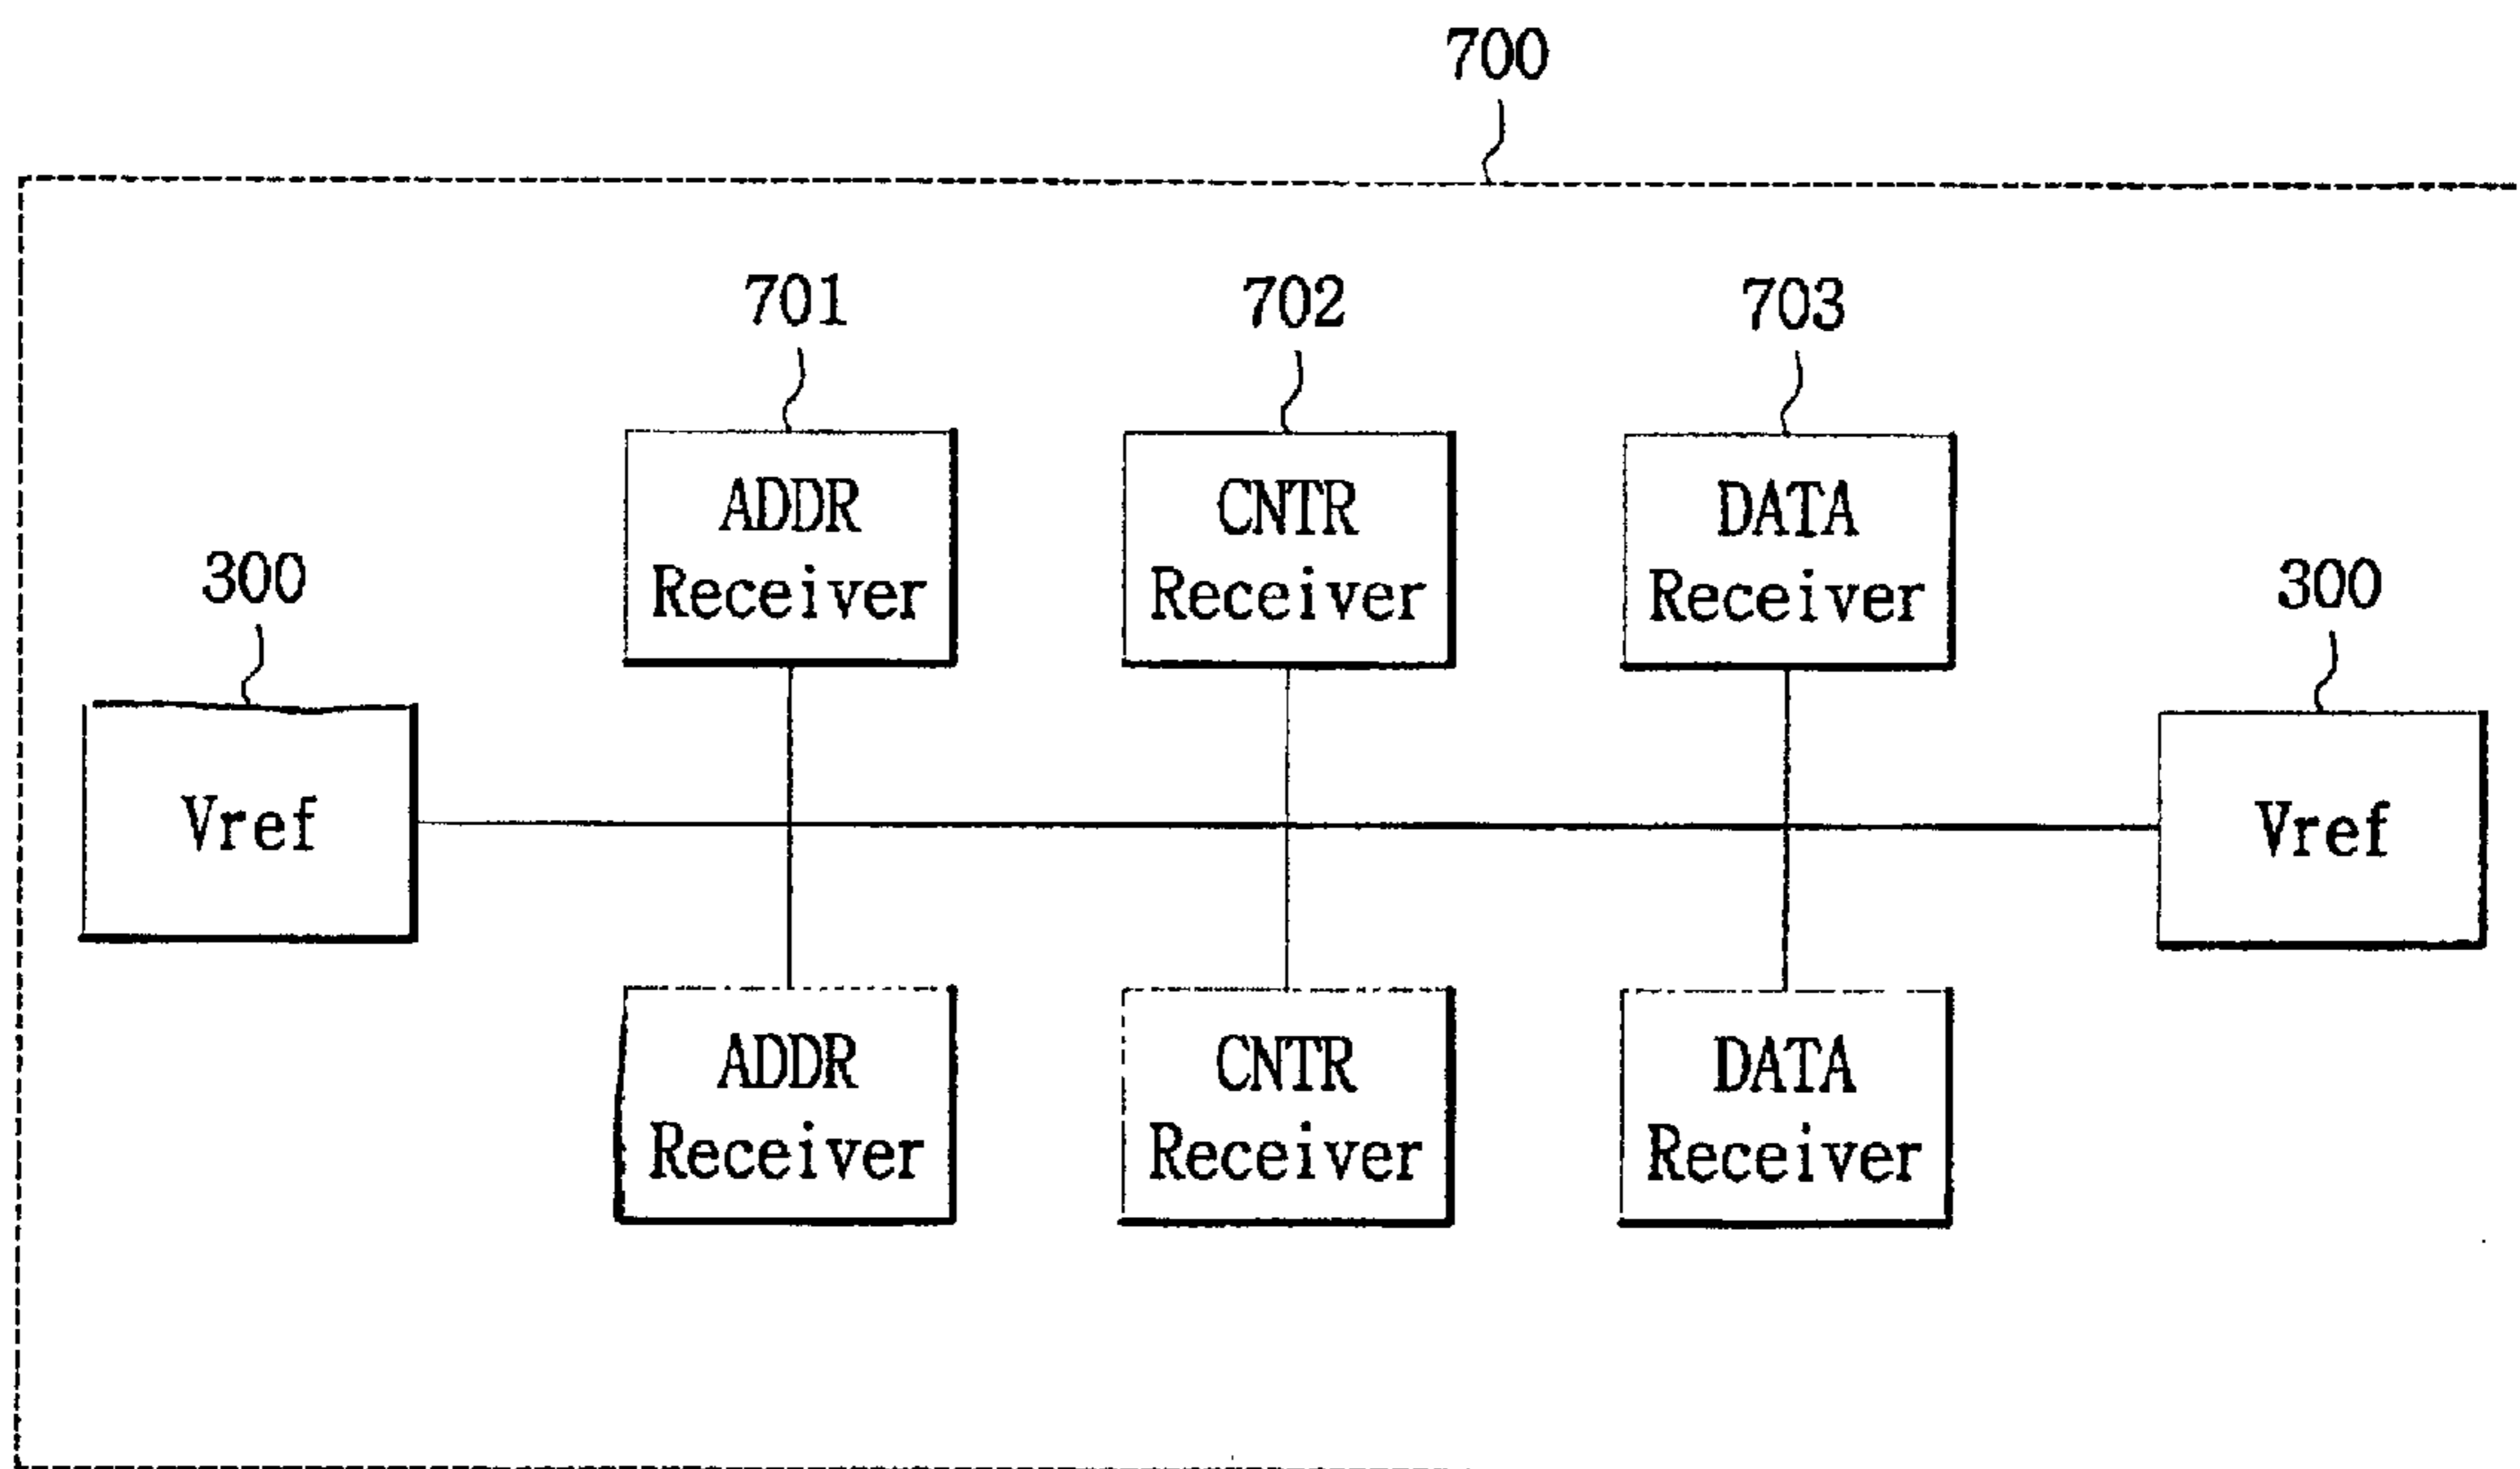 700
701
702
703
ADDR
Receiver
CNTR
Receiver
DATA
Receiver
300
300
Vref
Vref
ADDR
Receiver
CNTR
Receiver
DATA
Receiver